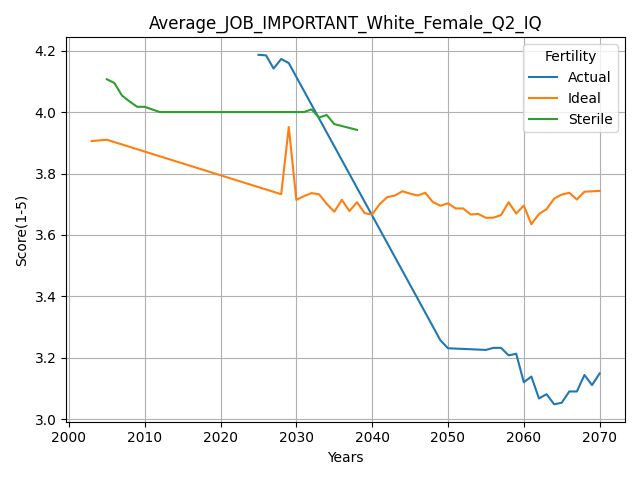 Average_JOB_IMPORTANT_White_Female_Q2_IQ
Fertility
Actual
Ideal
Sterile
Score(1-5)
4.2
4.0
3.8
3.6
3.4
3.2
3.0
2000 2010 2020 2030 2040 2050 2060 2070
Years